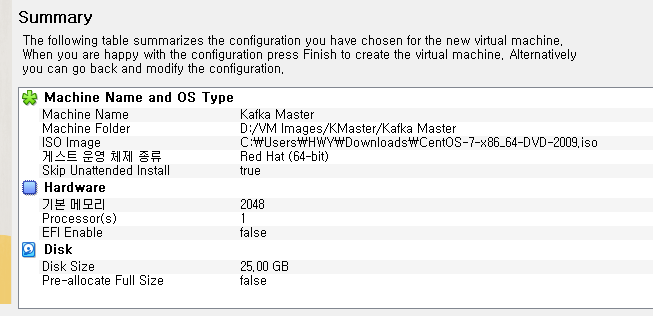 Summary
The following table summarizes the configuration you have chosen for the new virtual machine.
When you are happy with the configuration press Finish to create the virtual machine. Alternatively
you can go back and modify the configuration.
Machine Name and OS Type
Machine Name Kafka Master
Machine Folder D:/VM Images/KMaster/Kafka Master
ISO Image C:₩Users₩HWY₩Downloads₩CentOS-7-x86_64-DVD-2009.iso
게스트 운영 체제 종류 Red Hat (64-bit)
Skip Unattended Install true
Hardware
기본 메모리 2048
Processor(s) 1
EFI Enable false
Disk
Disk Size 25.00 GB
Pre-allocate Full Size false